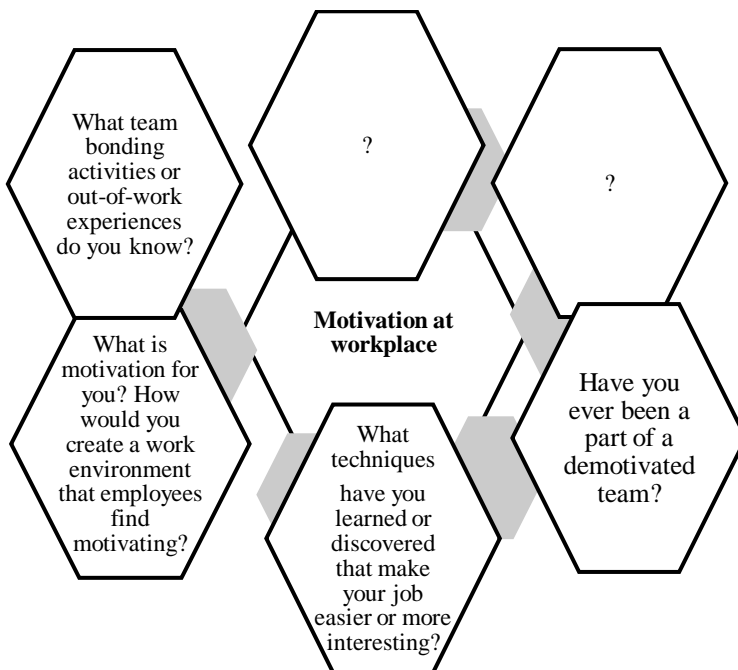 What team
bonding
activities or
out-of-work
experiences
do you know?
?
?
Motivation at
workplace
What is
motivation for
you? How
would you
create a work
environment
that employees
find
motivating?
What
techniques
have you
learned or
discovered
that make
your job
easier or more
interesting?
Have you
ever been a
part of a
demotivated
team?